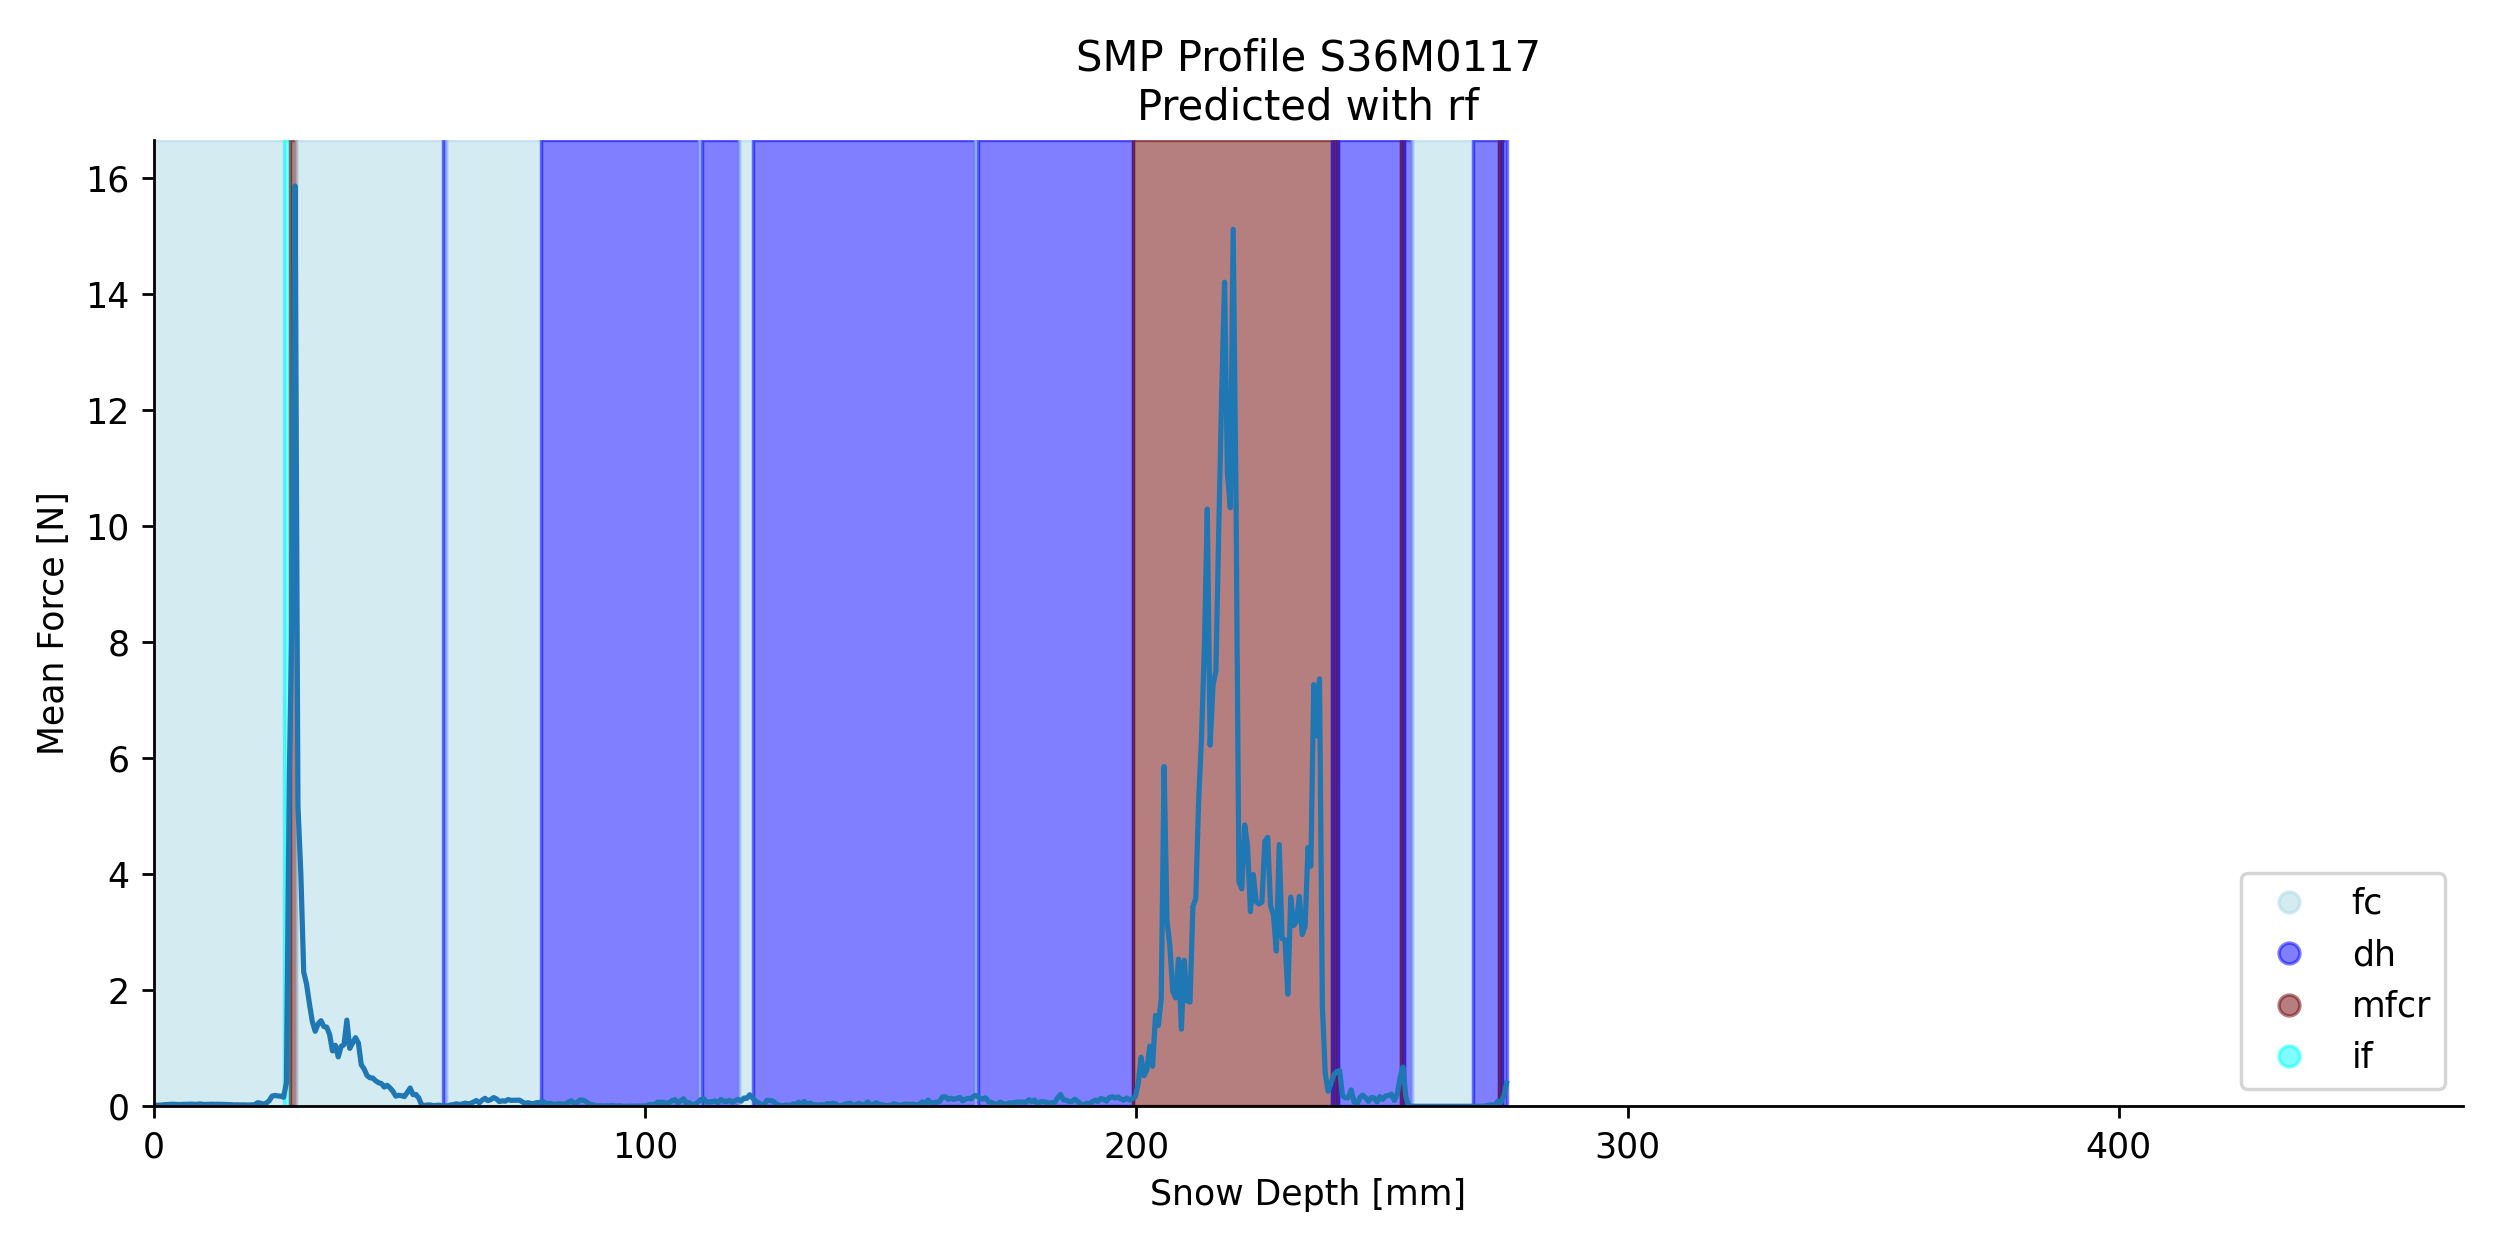 SMP Profile S36M0117
Predicted with rf
Mean Force [N]
16
14
12
10
8
6
4
2
0
0 100 200 300 400
Snow Depth [mm]
fc
dh
mfcr
if